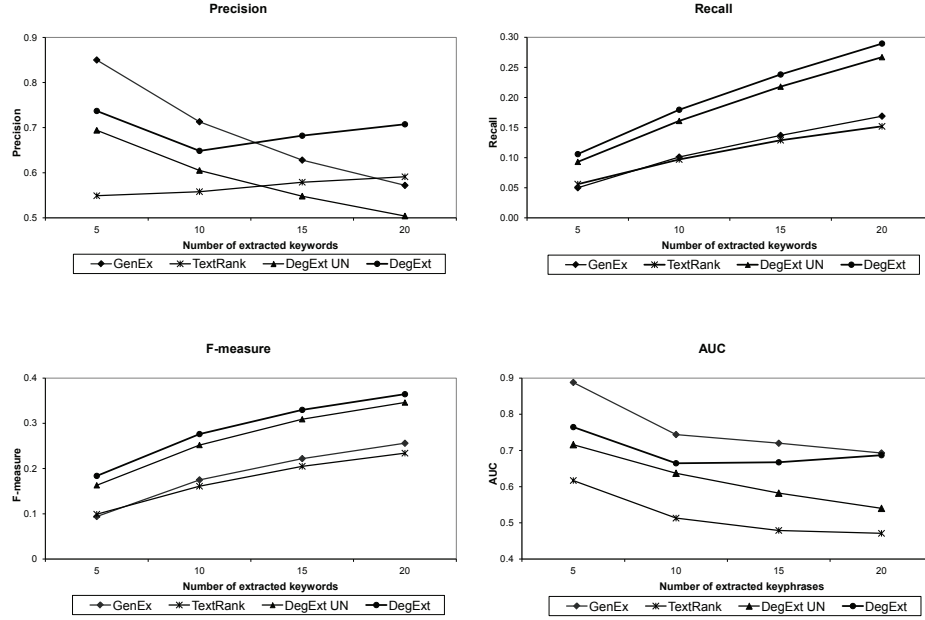 Precision
0.9
0.8
0.7
0.6
0.5
Precision
5 10 15 20
Number of extracted keywords
GenEx TextRank DegExt UN DegExt
Recall
0.30
0.25
0.20
0.15
0.10
0.05
0.00
Recall
5 10 15 20
Number of extracted keywords
GenEx TextRank DegExt UN DegExt
F-measure
0.4
0.3
0.2
0.1
0
F-measure
5 10 15 20
Number of extracted keywords
GenEx TextRank DegExt UN DegExt
AUC
0.9
0.8
0.7
0.6
0.5
0.4
AUC
5 10 15 20
Number of extracted keyphrases
GenEx TextRank DegExt UN DegExt